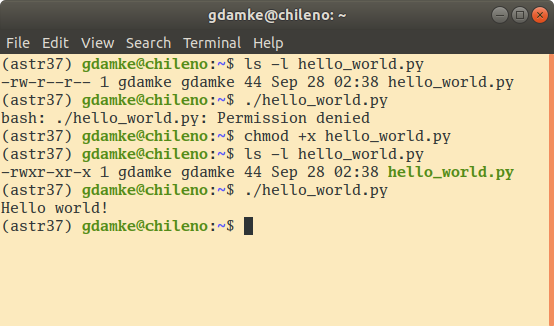 gdamke@chileno: ~
File Edit View Search Terminal Help
(astr37) gdamke@chileno:~$ ls -l hello_world.py
-rw-r--r-- 1 gdamke gdamke 44 Sep 28 02:38 hello_world.py
(astr37) gdamke@chileno:~$ ./hello_world.py
bash: ./hello_world.py: Permission denied
(astr37) gdamke@chileno:~$ chmod +x hello_world.py
(astr37) gdamke@chileno:~$ ls -l hello_world.py
-rwxr-xr-x 1 gdamke gdamke 44 Sep 28 02:38 hello_world.py
(astr37) gdamke@chileno:~$ ./hello_world.py
Hello world!
(astr37) gdamke@chileno:~$